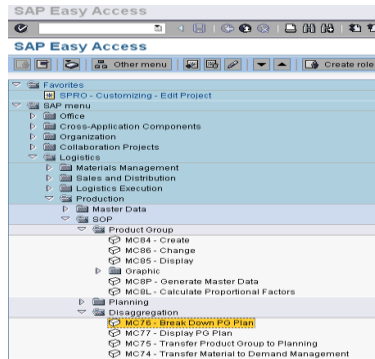 SAP Easy Access
SAP Easy Access
Other menu
Create role
Favorites
SPRO - Customizing - Edit Project
SAP menu
Office
Cross-Application Components
Organization
Collaboration Projects
Logistics
Materials Management
Sales and Distribution
Logistics Execution
Production
Master Data
SOP
Product Group
MC84 - Create
MC86 - Change
MC85 - Display
Graphic
MC8P - Generate Master Data
MC8L - Calculate Proportional Factors
Planning
Disaggregation
MC76 - Break Down PG Plan
MC77 - Display PG Plan
MC75 - Transfer Product Group to Planning
MC74 - Transfer Material to Demand Management